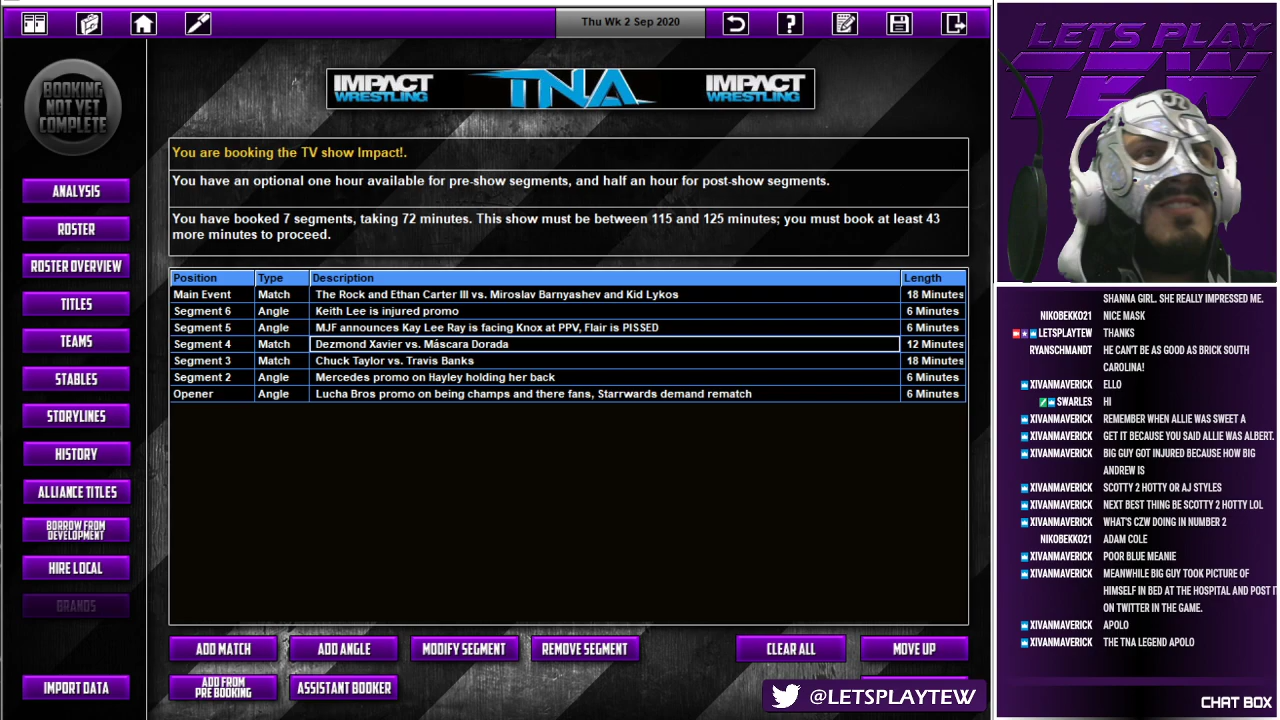 Thu Wk 2 Sep 2020
LETS PLAY
TEW
BOOKING
NOT YET
COMPLETE
IMPACT
WRESTLING
TNA
IMPACT
WRESTLING
You are booking the TV show Impact!.
You have an optional one hour available for pre-show segments, and half an hour for post-show segments.
You have booked 7 segments, taking 72 minutes. This show must be between 115 and 125 minutes; you must book at least 43
more minutes to proceed.
ANALYSIS
ROSTER
ROSTER OVERVIEW
TITLES
TEAMS
STABLES
STORYLINES
HISTORY
ALLIANCE TITLES
BORROW FROM
DEVELOPMENT
HIRE LOCAL
BRANDS
IMPORT DATA
Position Type Description Length
Main Event Match The Rock and Ethan Carter III vs. Miroslav Barnyashev and Kid Lykos 18 Minutes
Segment 6 Angle Keith Lee is injured promo 6 Minutes
Segment 5 Angle MJF announces Kay Lee Ray is facing Knox at PPV, Flair is PISSED 6 Minutes
Segment 4 Match Dezmond Xavier vs. Máscara Dorada 12 Minutes
Segment 3 Match Chuck Taylor vs. Travis Banks 18 Minutes
Segment 2 Angle Mercedes promo on Hayley holding her back 6 Minutes
Opener Angle Lucha Bros promo on being champs and there fans, Starrwards demand rematch 6 Minutes
ADD MATCH ADD ANGLE MODIFY SEGMENT REMOVE SEGMENT CLEAR ALL MOVE UP
ADD FROM
PRE BOOKING
ASSISTANT BOOKER
@LETSPLAYTEW
SHANNA GIRL. SHE REALLY IMPRESSED ME.
NIKOBEKKO21 NICE MASK
LETSPLAYTEW THANKS
RYANSCHMANDT HE CAN'T BE AS GOOD AS BRICK SOUTH
CAROLINA!
XIVANMAVERICK ELLO
SWARLES HI
XIVANMAVERICK REMEMBER WHEN ALLIE WAS SWEET A
XIVANMAVERICK GET IT BECAUSE YOU SAID ALLIE WAS ALBERT.
XIVANMAVERICK BIG GUY GOT INJURED BECAUSE HOW BIG
ANDREW IS
XIVANMAVERICK SCOTTY 2 HOTTY OR AJ STYLES
XIVANMAVERICK NEXT BEST THING BE SCOTTY 2 HOTTY LOL
XIVANMAVERICK WHAT'S CZW DOING IN NUMBER 2
NIKOBEKKO21 ADAM COLE
XIVANMAVERICK POOR BLUE MEANIE
XIVANMAVERICK MEANWHILE BIG GUY TOOK PICTURE OF
HIMSELF IN BED AT THE HOSPITAL AND POST I
ON TWITTER IN THE GAME.
XIVANMAVERICK APOLO
XIVANMAVERICK THE TNA LEGEND APOLO
CHAT BOX